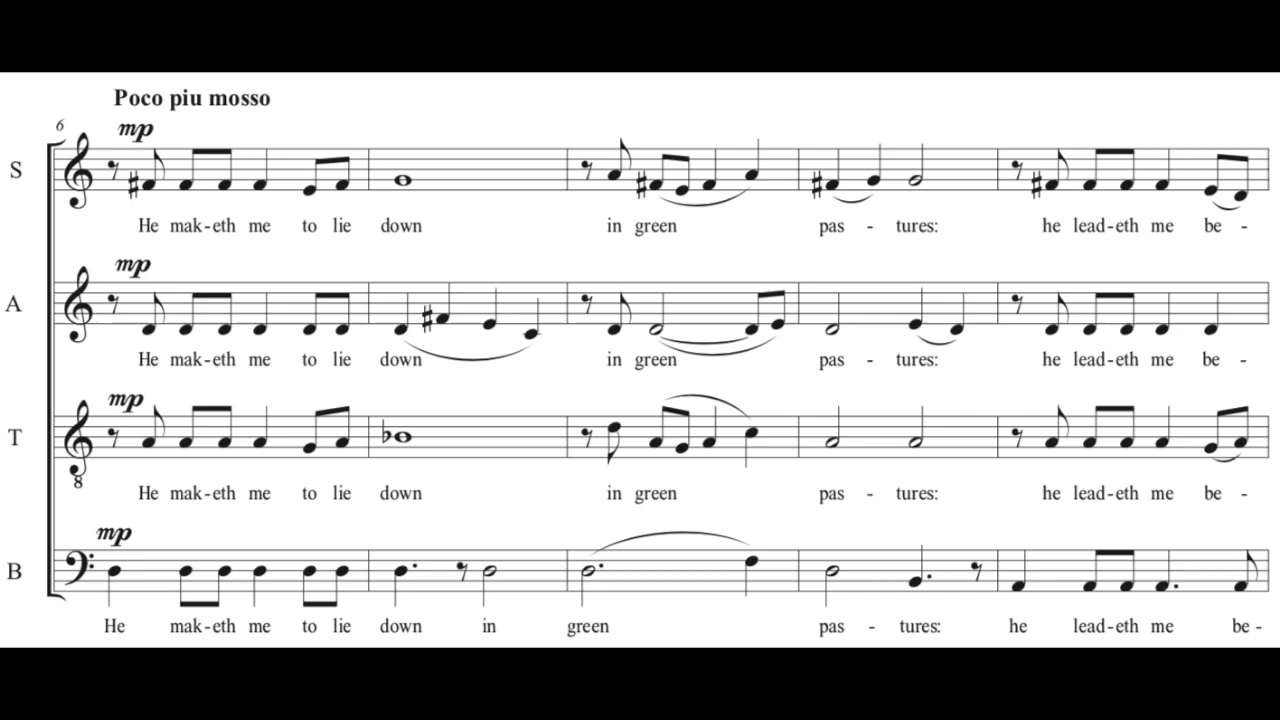 Poco piu mosso
6
mp
S
He mak-eth me to lie down in green pas - tures: he lead-eth me be -
mp
A
He mak-eth me to lie down in green pas - tures: he lead-eth me be -
mp
T
8
He mak-eth me to lie down in green pas - tures: he lead-eth me be -
mp
B
He mak-eth me to lie down in green pas - tures: he lead-eth me be -